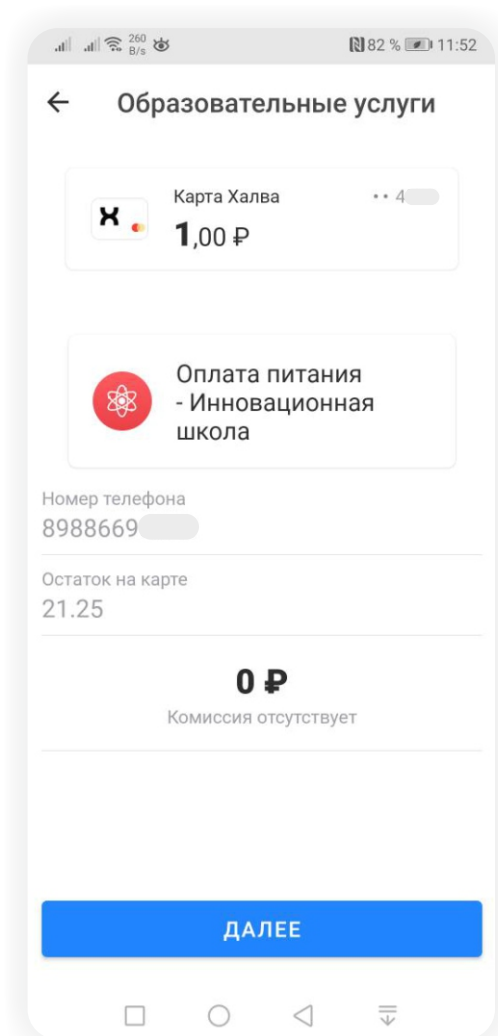 260
B/s
82 % 11:52
Образовательные услуги
Карта Халва •• 4
1,00 ₽
Оплата питания
- Инновационная
школа
Номер телефона
8988669
Остаток на карте
21.25
0 ₽
Комиссия отсутствует
ДАЛЕЕ